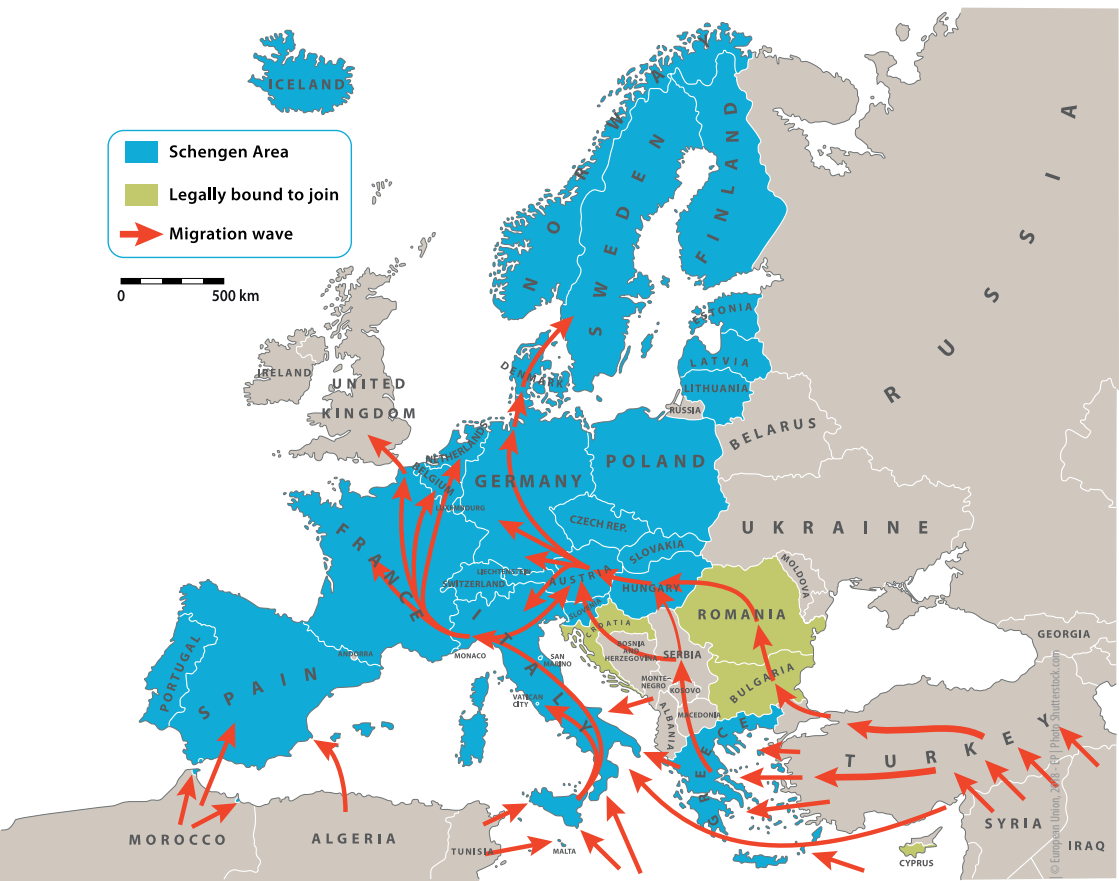 ICELAND
Schengen Area
Legally bound to join
Migration wave
0 500 km
NORWAY
SWEDEN
FINLAND
RUSSIA
ESTONIA
LATVIA
LITHUANIA
RUSSIA
DENMARK
IRELAND
UNITED
KINGDOM
NETHERLANDS
BELGIUM
LUXEMBOURG
GERMANY
POLAND
BELARUS
UKRAINE
CZECH REP.
SLOVAKIA
FRANCE
LIECHTENSTEIN
SWITZERLAND
AUSTRIA
HUNGARY
MOLDOVA
ROMANIA
SLOVENIA
CROATIA
BOSNIA
AND
HERZEGOVINA
SERBIA
GEORGIA
PORTUGAL
SPAIN
ANDORRA
MONACO
ITALY
SAN
MARINO
VATICAN
CITY
MONTE-
NEGRO
KOSOVO
BULGARIA
MACEDONIA
ALBANIA
GREECE
TURKEY
MOROCCO
ALGERIA
TUNISIA
MALTA
CYPRUS
SYRIA
IRAQ
© European Union, 2018 - EP | Photo Shutterstock.com